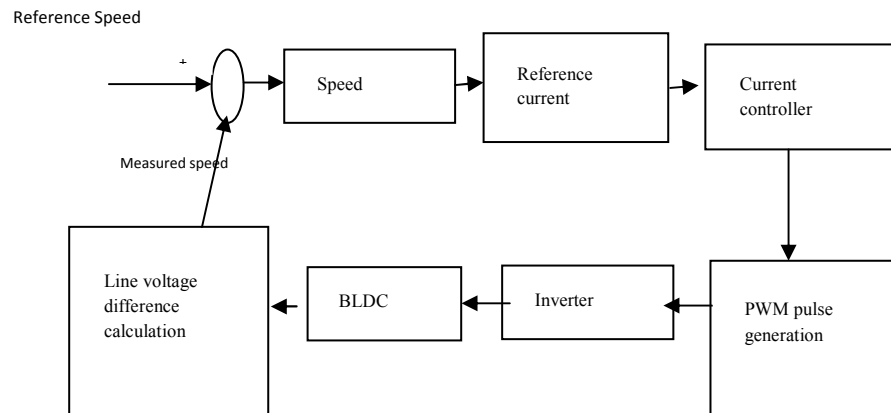 Reference Speed
+
Speed
Reference
current
Current
controller
Measured speed
Line voltage
difference
calculation
BLDC
Inverter
PWM pulse
generation